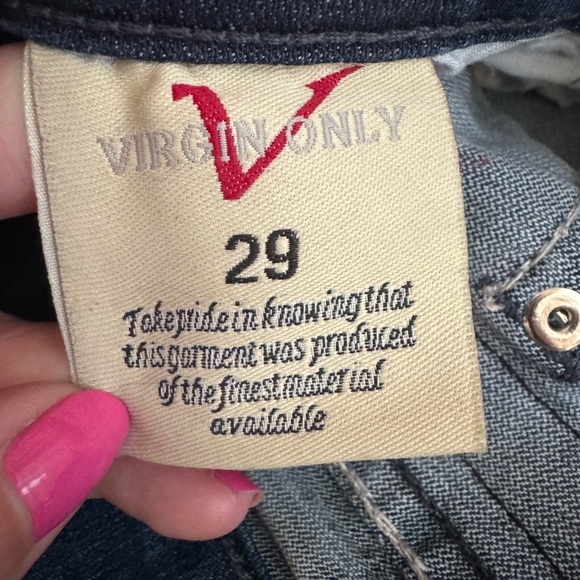 V
VIRGIN ONLY
29
Take pride in knowing that
this garment was produced
of the finest material
available